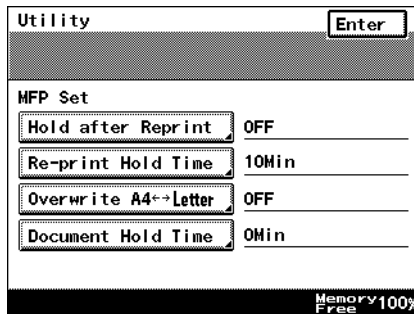 Utility
Enter
MFP Set
Hold after Reprint OFF
Re-print Hold Time 10Min
Overwrite A4↔Letter OFF
Document Hold Time 0Min
Memory Free 100%